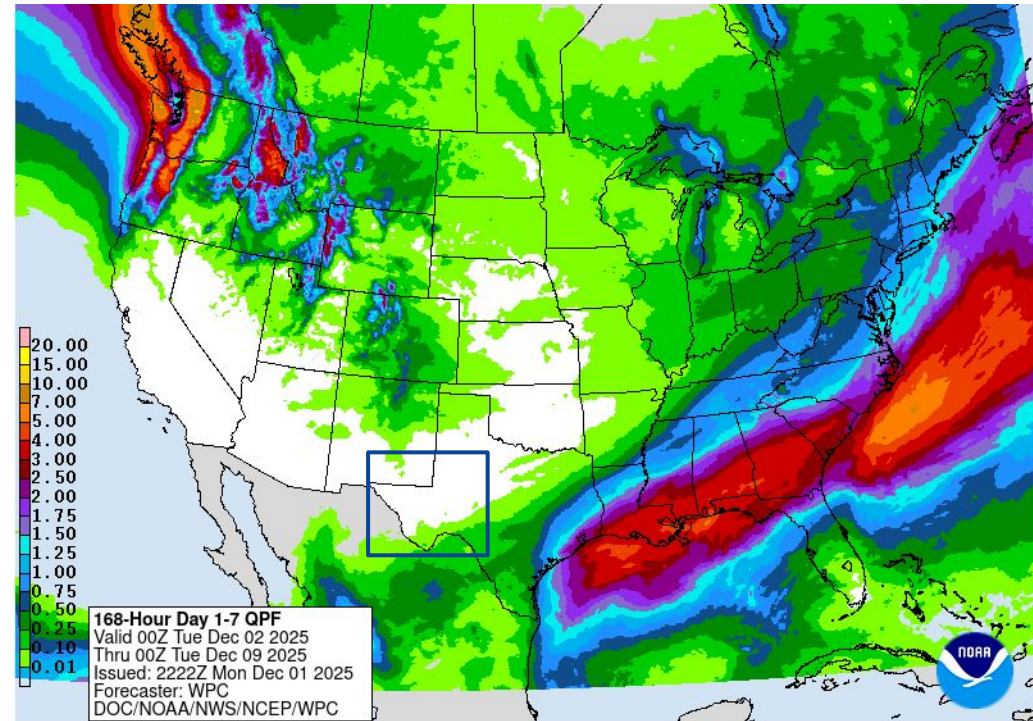 20.00
15.00
10.00
7.00
5.00
4.00
3.00
2.50
2.00
1.75
1.50
1.25
1.00
0.75
0.50
0.25
0.10
0.01
168-Hour Day 1-7 QPF
Valid 00Z Tue Dec 02 2025
Thru 00Z Tue Dec 09 2025
Issued: 2222Z Mon Dec 01 2025
Forecaster: WPC
DOC/NOAA/NWS/NCEP/WPC
NOAA